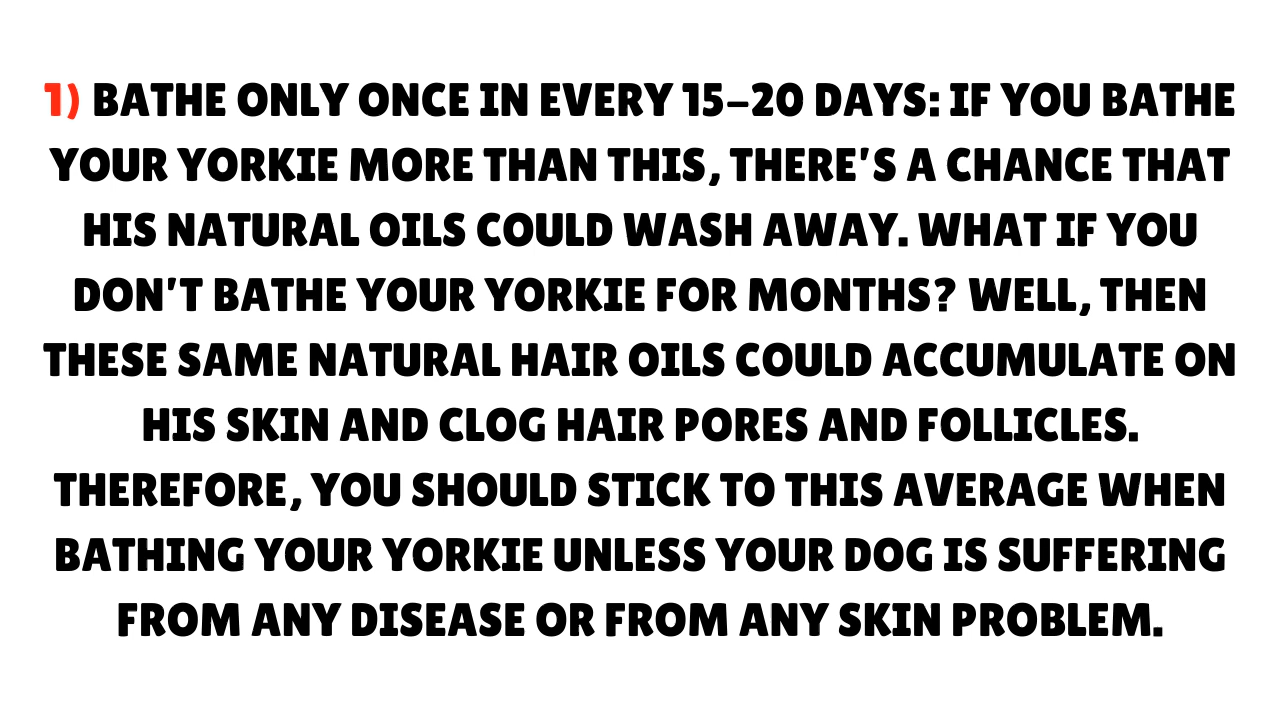 1) BATHE ONLY ONCE IN EVERY 15–20 DAYS: IF YOU BATHE
YOUR YORKIE MORE THAN THIS, THERE'S A CHANCE THAT
HIS NATURAL OILS COULD WASH AWAY. WHAT IF YOU
DON'T BATHE YOUR YORKIE FOR MONTHS? WELL, THEN
THESE SAME NATURAL HAIR OILS COULD ACCUMULATE ON
HIS SKIN AND CLOG HAIR PORES AND FOLLICLES.
THEREFORE, YOU SHOULD STICK TO THIS AVERAGE WHEN
BATHING YOUR YORKIE UNLESS YOUR DOG IS SUFFERING
FROM ANY DISEASE OR FROM ANY SKIN PROBLEM.